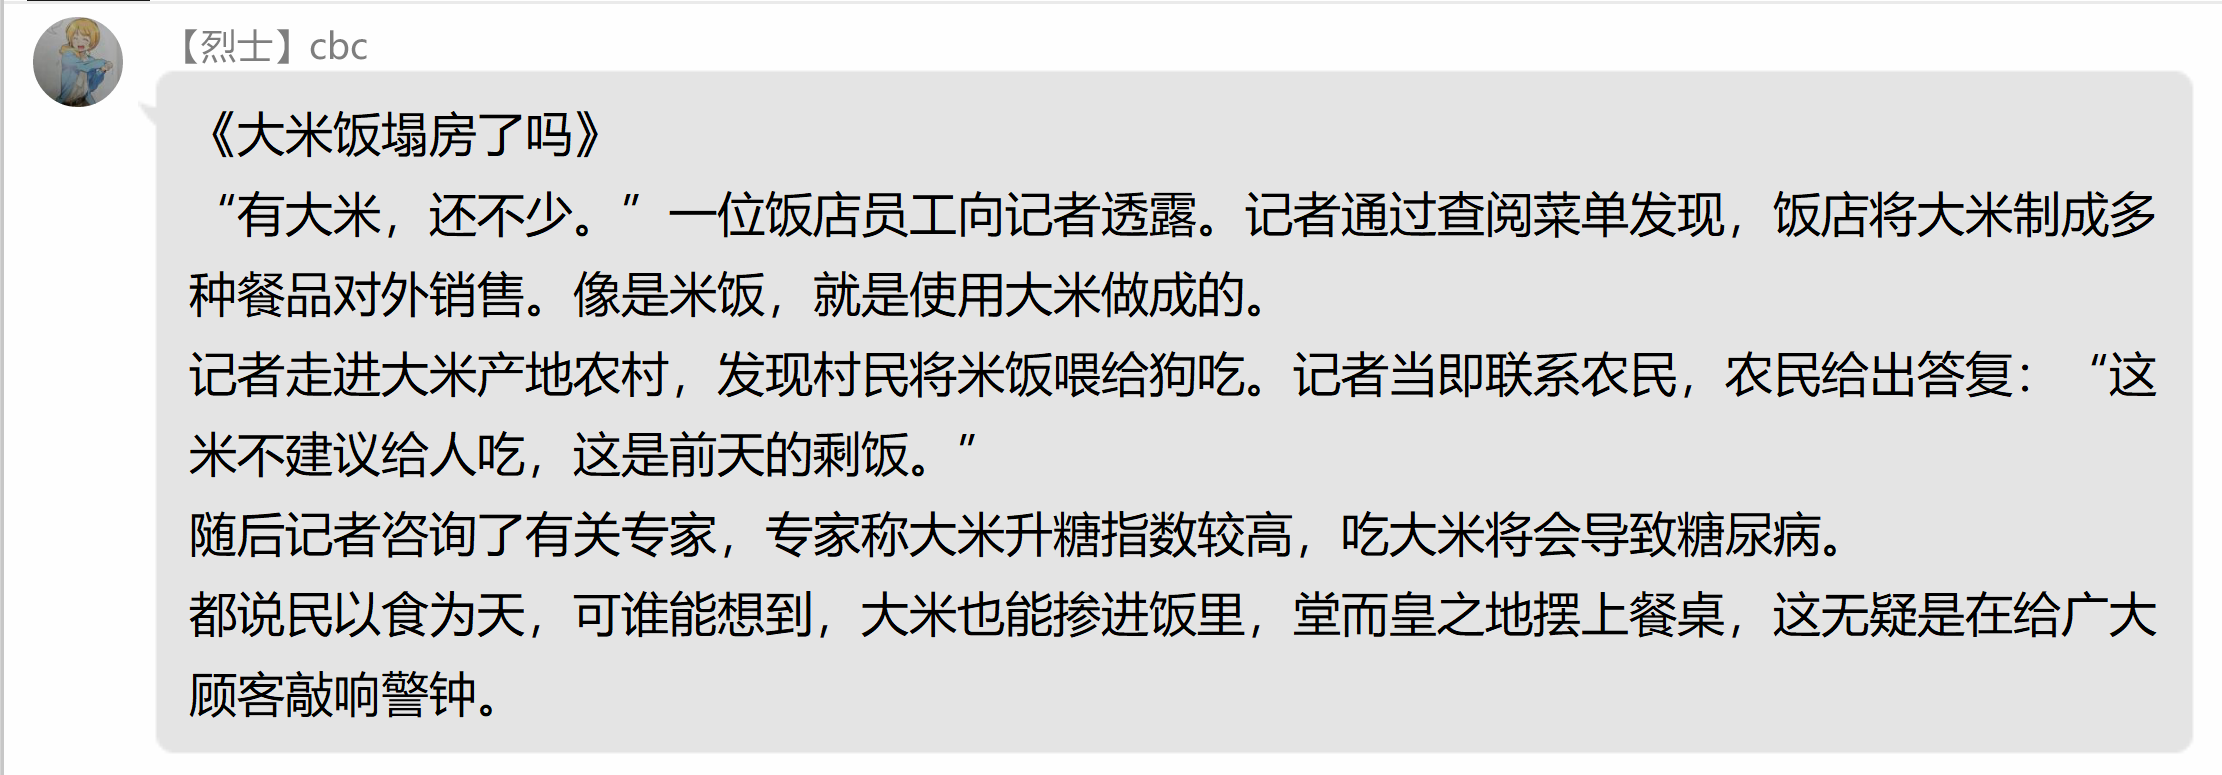 【烈士】cbc
《大米饭塌房了吗》
“有大米，还不少。”一位饭店员工向记者透露。记者通过查阅菜单发现，饭店将大米制成多
种餐品对外销售。像是米饭，就是使用大米做成的。
记者走进大米产地农村，发现村民将米饭喂给狗吃。记者当即联系农民，农民给出答复：“这
米不建议给人吃，这是前天的剩饭。”
随后记者咨询了有关专家，专家称大米升糖指数较高，吃大米将会导致糖尿病。
都说民以食为天，可谁能想到，大米也能掺进饭里，堂而皇之地摆上餐桌，这无疑是在给广大
顾客敲响警钟。